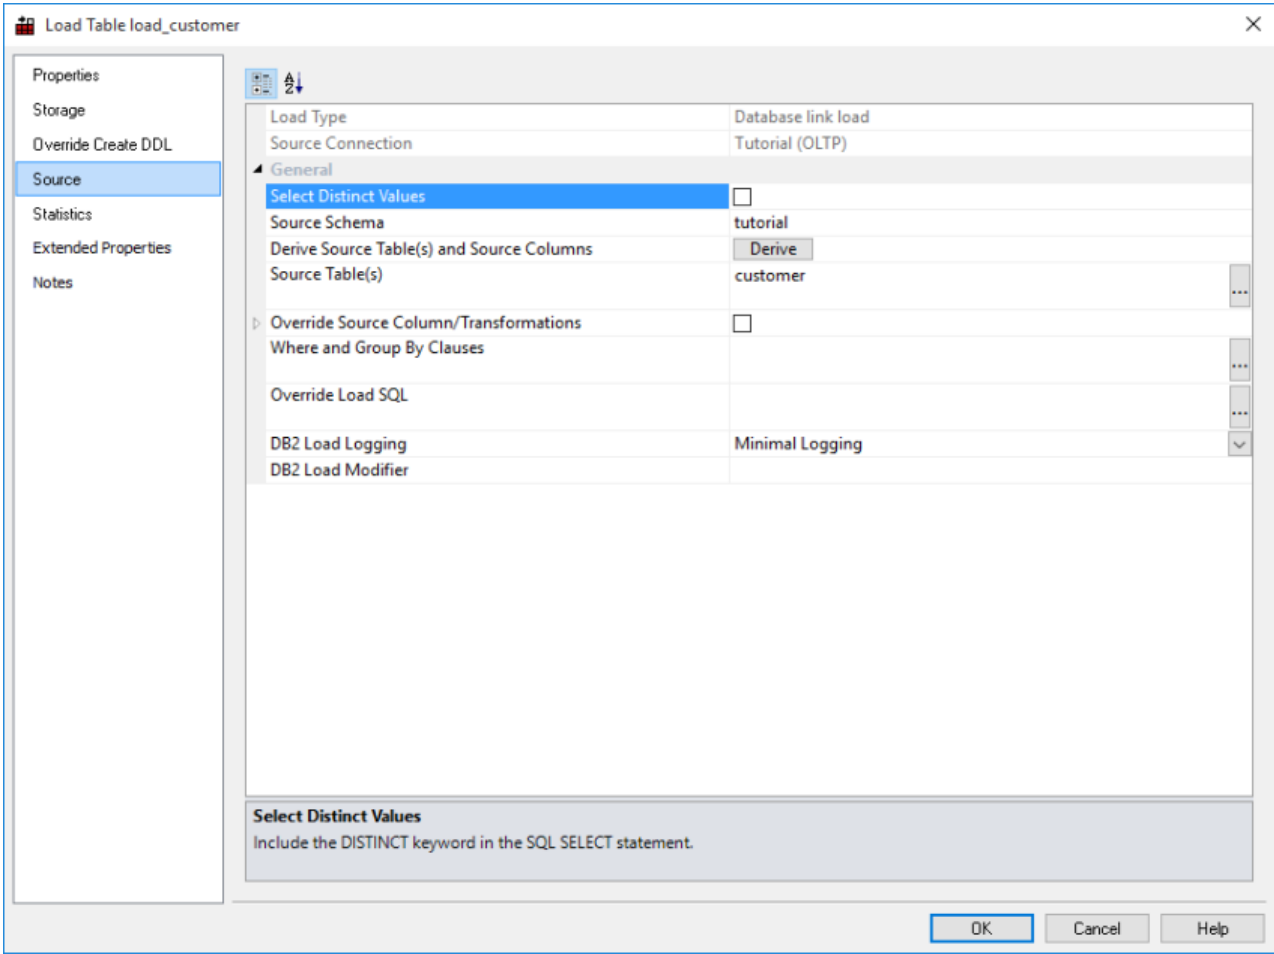 Load Table load_customer
Properties
Storage
Override Create DDL
Source
Statistics
Extended Properties
Notes
Load Type Database link load
Source Connection Tutorial (OLTP)
General
Select Distinct Values
Source Schema tutorial
Derive Source Table(s) and Source Columns Derive
Source Table(s) customer ...
Override Source Column/Transformations
Where and Group By Clauses ...
Override Load SQL ...
DB2 Load Logging Minimal Logging
DB2 Load Modifier
Select Distinct Values
Include the DISTINCT keyword in the SQL SELECT statement.
OK Cancel Help